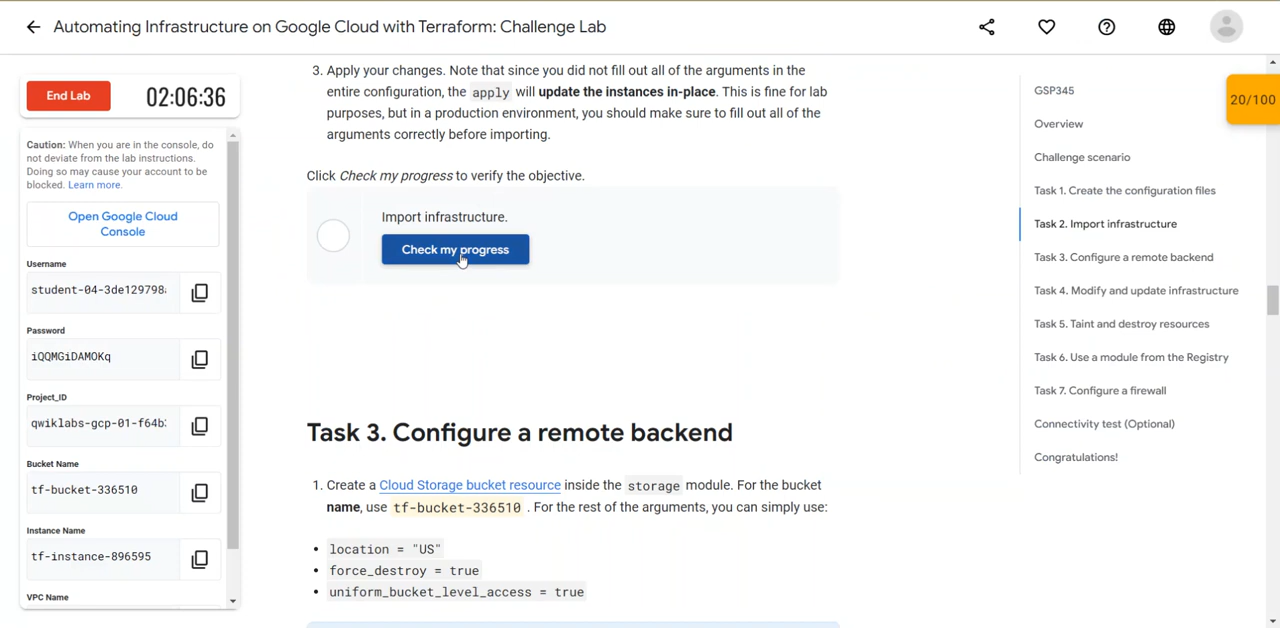 Automating Infrastructure on Google Cloud with Terraform: Challenge Lab
End Lab
02:06:36
Caution: When you are in the console, do
not deviate from the lab instructions.
Doing so may cause your account to be
blocked. Learn more.
Open Google Cloud
Console
Username
student-04-3de129798
Password
iQQMGiDAMOKq
Project_ID
qwiklabs-gcp-01-f64b
Bucket Name
tf-bucket-336510
Instance Name
tf-instance-896595
VPC Name
3. Apply your changes. Note that since you did not fill out all of the arguments in the
entire configuration, the apply will update the instances in-place. This is fine for lab
purposes, but in a production environment, you should make sure to fill out all of the
arguments correctly before importing.
Click Check my progress to verify the objective.
Import infrastructure.
Check my progress
Task 3. Configure a remote backend
1. Create a Cloud Storage bucket resource inside the storage module. For the bucket
name, use tf-bucket-336510 . For the rest of the arguments, you can simply use:
• location = "US"
• force_destroy = true
• uniform_bucket_level_access = true
GSP345
Overview
Challenge scenario
Task 1. Create the configuration files
Task 2. Import infrastructure
Task 3. Configure a remote backend
Task 4. Modify and update infrastructure
Task 5. Taint and destroy resources
Task 6. Use a module from the Registry
Task 7. Configure a firewall
Connectivity test (Optional)
Congratulations!
20/100